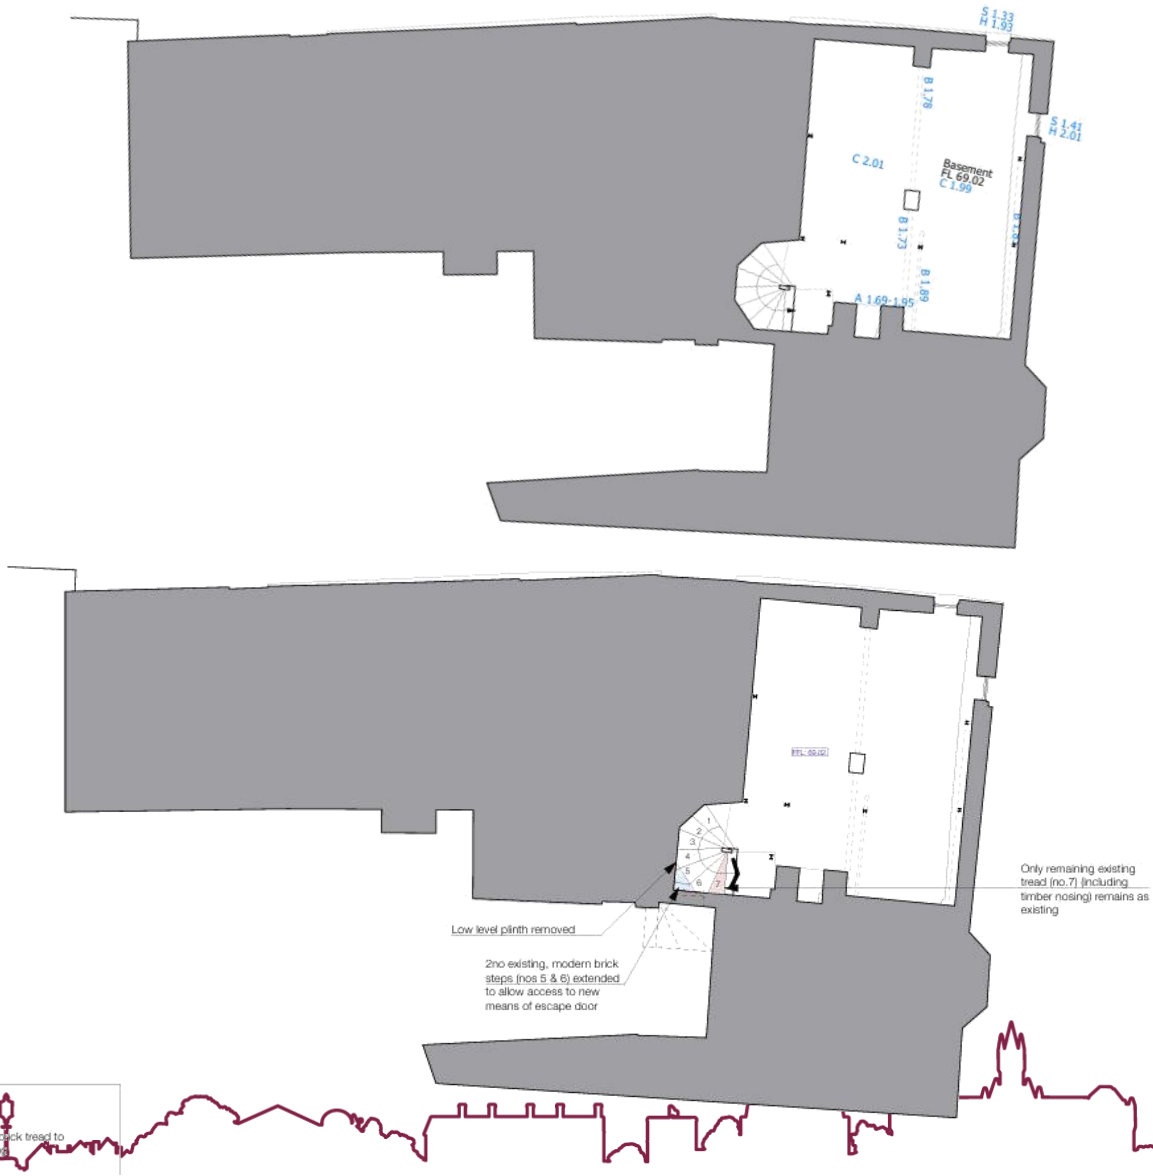 S 1.33
H 1.93
B 1.78
S 1.41
H 2.01
C 2.01
Basement
FL 69.02
C 1.99
B 1.73
B 1.89
A 1.69-1.95
FFL: 69.02
1
2
3
4
5
6
7
Only remaining existing
tread (no.7) (including
timber nosing) remains as
existing
Low level plinth removed
2no existing, modern brick
steps (nos 5 & 6) extended
to allow access to new
means of escape door
tread to